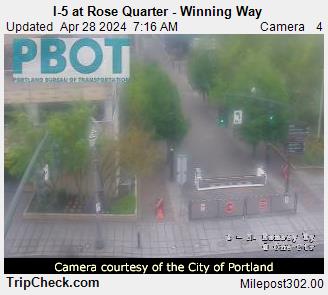 I-5 at Rose Quarter - Winning Way
Updated Apr 28 2024 7:16 AM Camera 4
PBOT
PORTLAND BUREAU OF TRANSPORTATION
Camera courtesy of the City of Portland
TripCheck.com Milepost302.00